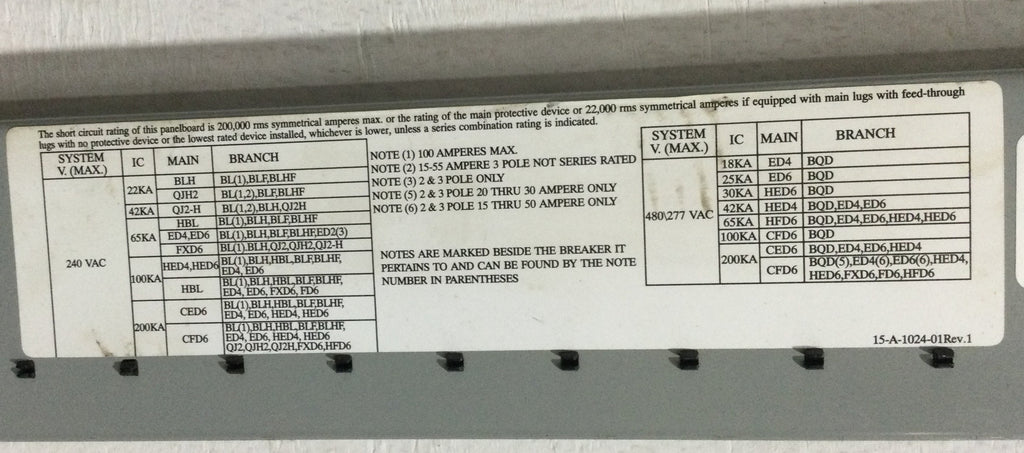 The short circuit rating of this panelboard is 200,000 rms symmetrical amperes max. or the rating of the main protective device or 22,000 rms symmetrical amperes if equipped with main lugs with feed-through
lugs with no protective device or the lowest rated device installed, whichever is lower, unless a series combination rating is indicated.
SYSTEM V. (MAX.) IC MAIN BRANCH
240 VAC
22KA BLH BL(1),BLF,BLHF
QJH2 BL(1,2),BLF,BLHF
42KA QJ2-H BL(1,2),BLH,QJ2H
65KA HBL BL(1),BLH,BLF,BLHF
ED4,ED6 BL(1),BLH,BLF,BLHF,ED2(3)
FXD6 BL(1),BLH,QJ2,QJH2,QJ2-H
100KA HED4,HED6 BL(1),BLH,HBL,BLF,BLHF,
ED4, ED6
HBL BL(1),BLH,HBL,BLF,BLHF,
ED4, ED6, FXD6, FD6
200KA CED6 BL(1),BLH,HBL,BLF,BLHF,
ED4, ED6, HED4, HED6
CFD6 BL(1),BLH,HBL,BLF,BLHF,
ED4, ED6, HED4, HED6
QJ2,QJH2,QJ2H,FXD6,HFD6
NOTE (1) 100 AMPERES MAX.
NOTE (2) 15-55 AMPERE 3 POLE NOT SERIES RATED
NOTE (3) 2 & 3 POLE ONLY
NOTE (5) 2 & 3 POLE 20 THRU 30 AMPERE ONLY
NOTE (6) 2 & 3 POLE 15 THRU 50 AMPERE ONLY
NOTES ARE MARKED BESIDE THE BREAKER IT
PERTAINS TO AND CAN BE FOUND BY THE NOTE
NUMBER IN PARENTHESES
SYSTEM V. (MAX.) IC MAIN BRANCH
480\277 VAC
18KA ED4 BQD
25KA ED6 BQD
30KA HED6 BQD
42KA HED4 BQD,ED4,ED6
65KA HFD6 BQD,ED4,ED6,HED4,HED6
100KA CFD6 BQD
200KA CED6 BQD,ED4,ED6,HED4
CFD6 BQD(5),ED4(6),ED6(6),HED4,
HED6,FXD6,FD6,HFD6
15-A-1024-01Rev.1